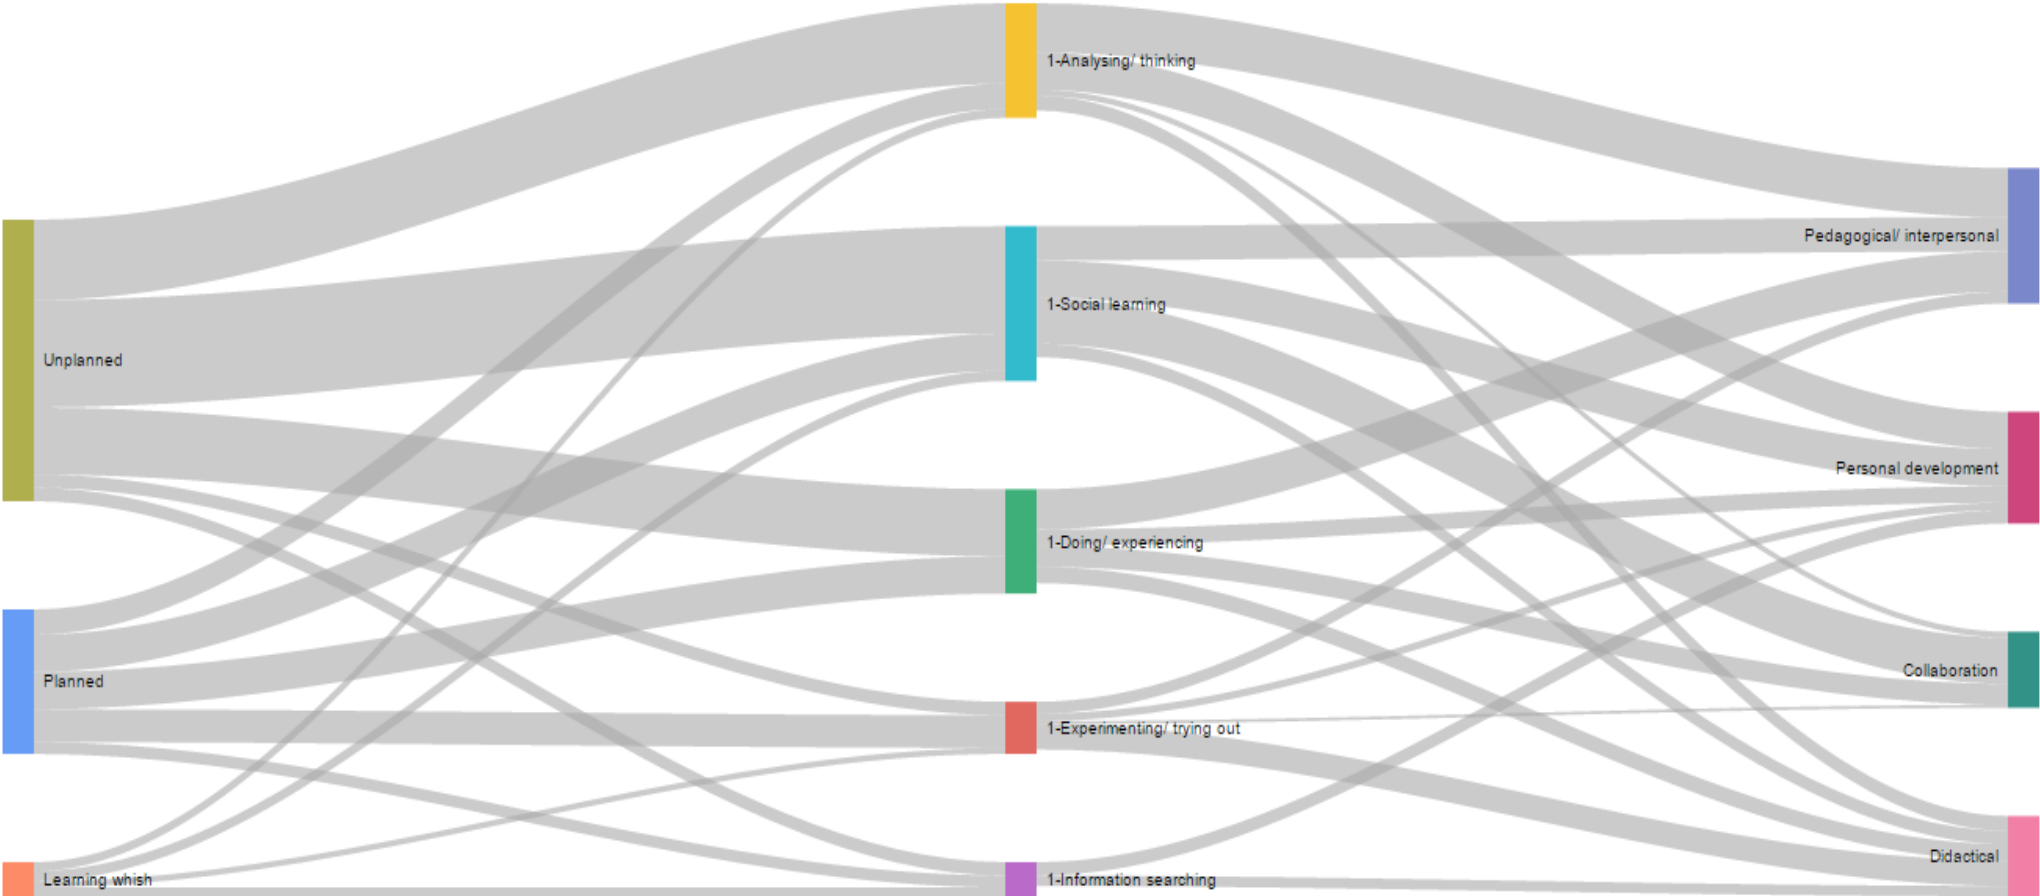 Unplanned
Planned
Learning whish
1-Analysing/ thinking
1-Social learning
1-Doing/ experiencing
1-Experimenting/ trying out
1-Information searching
Pedagogical/ interpersonal
Personal development
Collaboration
Didactical